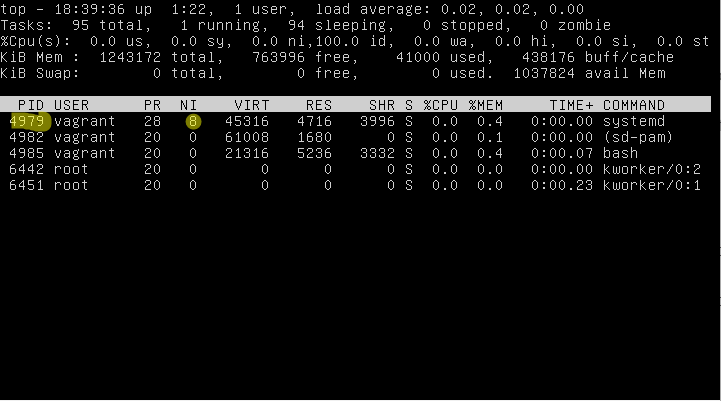 top - 18:39:36 up  1:22,  1 user,  load average: 0.02, 0.02, 0.00
Tasks:  95 total,   1 running,  94 sleeping,   0 stopped,   0 zombie
%Cpu(s):  0.0 us,  0.0 sy,  0.0 ni,100.0 id,  0.0 wa,  0.0 hi,  0.0 si,  0.0 st
KiB Mem :  1243172 total,   763996 free,    41000 used,   438176 buff/cache
KiB Swap:        0 total,        0 free,        0 used.  1037824 avail Mem
PID USER      PR  NI    VIRT    RES    SHR S %CPU %MEM     TIME+ COMMAND
4979 vagrant   28   8   45316   4716   3996 S  0.0  0.4   0:00.00 systemd
4982 vagrant   20   0   61008   1680      0 S  0.0  0.1   0:00.00 (sd-pam)
4985 vagrant   20   0   21316   5236   3332 S  0.0  0.4   0:00.07 bash
6442 root      20   0       0      0      0 S  0.0  0.0   0:00.00 kworker/0:2
6451 root      20   0       0      0      0 S  0.0  0.0   0:00.23 kworker/0:1